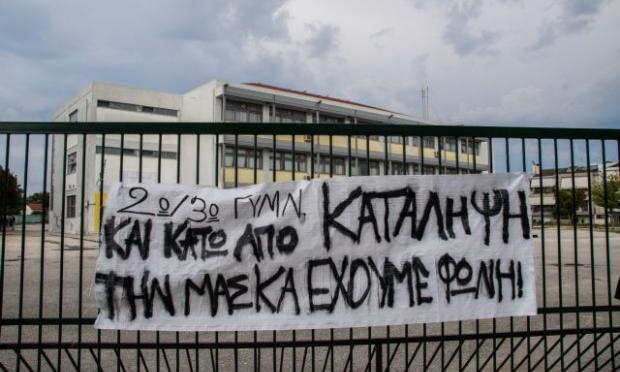 2ο/3ο ΓΥΜΝ. ΚΑΤΑΛΗΨΗ
ΚΑΙ ΚΑΤΩ ΑΠΟ
ΤΗΝ ΜΑΣΚΑ ΕΧΟΥΜΕ ΦΩΝΗ!